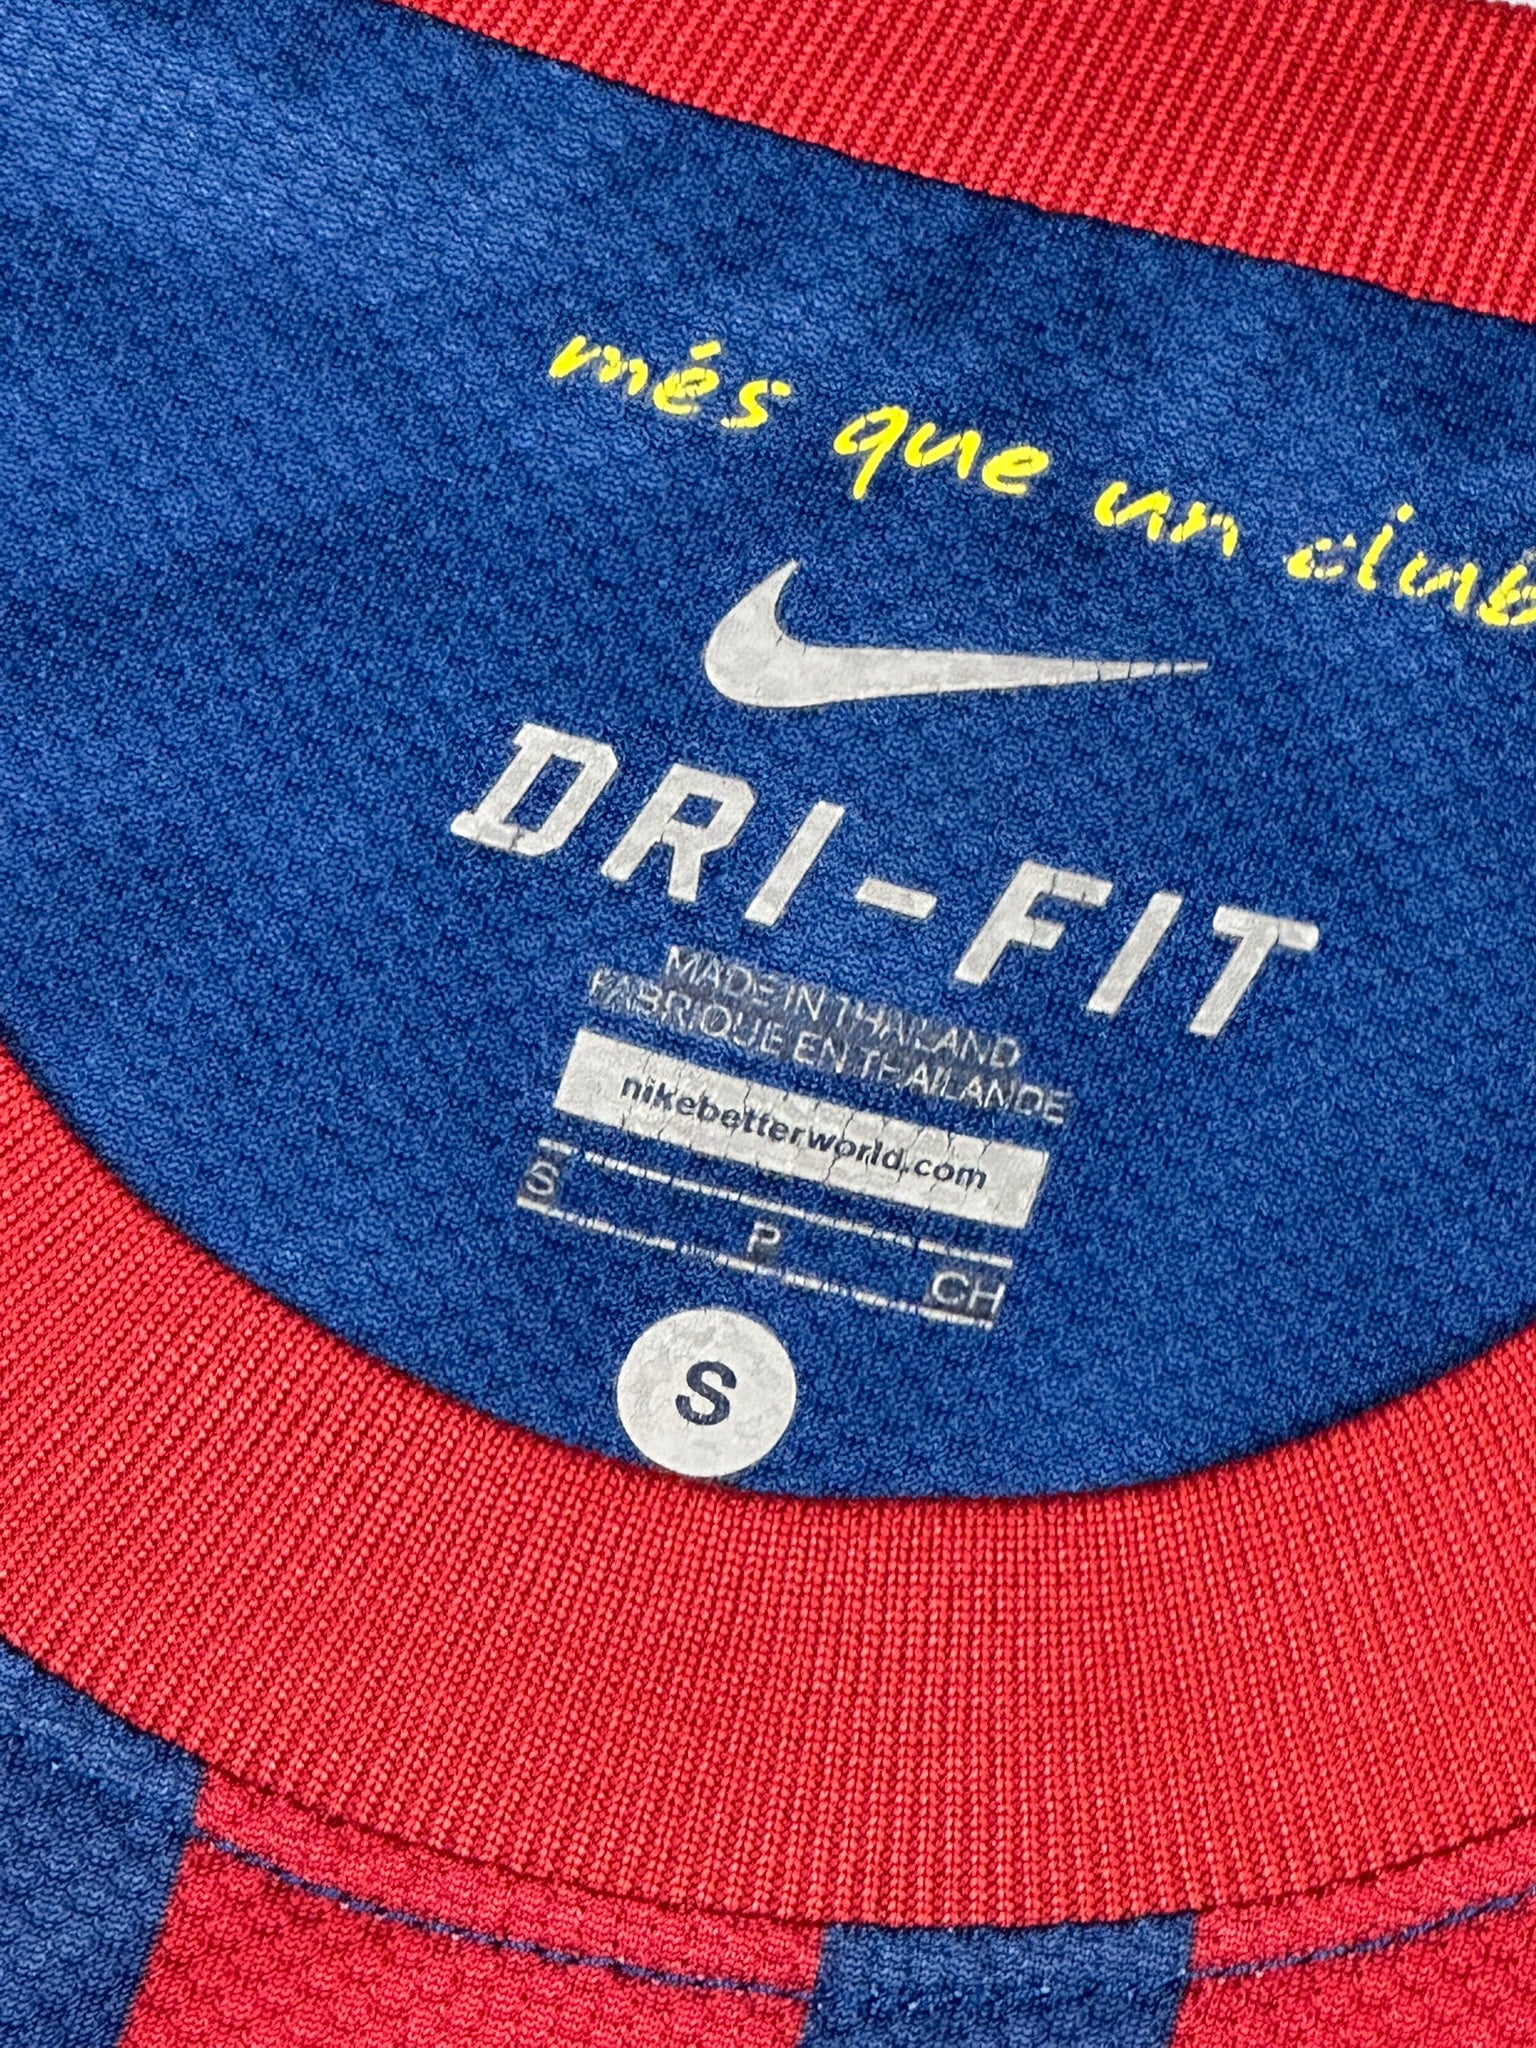 més que un club
DRI-FIT
MADE IN THAILAND
FABRIQUE EN THAILANDE
nikebetterworld.com
S P CH
S